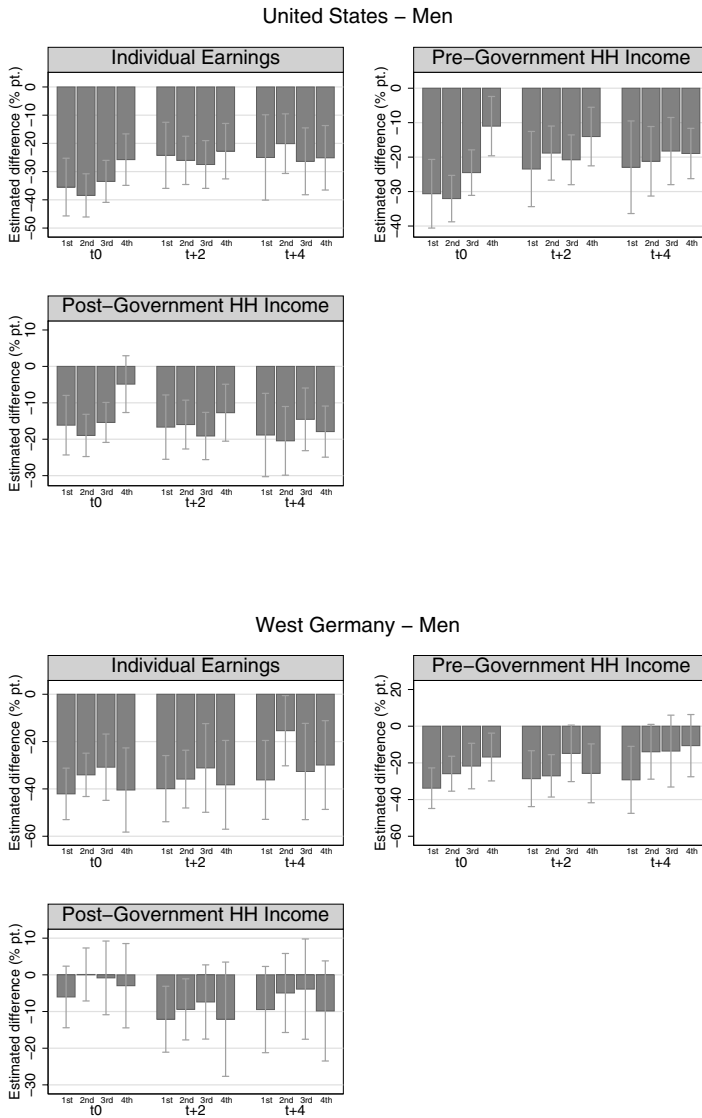 United States – Men
Individual Earnings
Estimated difference (% pt.)
0
−10
−20
−30
−40
−50
1st 2nd 3rd 4th 1st 2nd 3rd 4th 1st 2nd 3rd 4th
t0 t+2 t+4
Pre−Government HH Income
Estimated difference (% pt.)
0
−10
−20
−30
−40
1st 2nd 3rd 4th 1st 2nd 3rd 4th 1st 2nd 3rd 4th
t0 t+2 t+4
Post−Government HH Income
Estimated difference (% pt.)
10
0
−10
−20
−30
1st 2nd 3rd 4th 1st 2nd 3rd 4th 1st 2nd 3rd 4th
t0 t+2 t+4
West Germany – Men
Individual Earnings
Estimated difference (% pt.)
0
−20
−40
−60
1st 2nd 3rd 4th 1st 2nd 3rd 4th 1st 2nd 3rd 4th
t0 t+2 t+4
Pre−Government HH Income
Estimated difference (% pt.)
20
0
−20
−40
−60
1st 2nd 3rd 4th 1st 2nd 3rd 4th 1st 2nd 3rd 4th
t0 t+2 t+4
Post−Government HH Income
Estimated difference (% pt.)
10
0
−10
−20
−30
1st 2nd 3rd 4th 1st 2nd 3rd 4th 1st 2nd 3rd 4th
t0 t+2 t+4